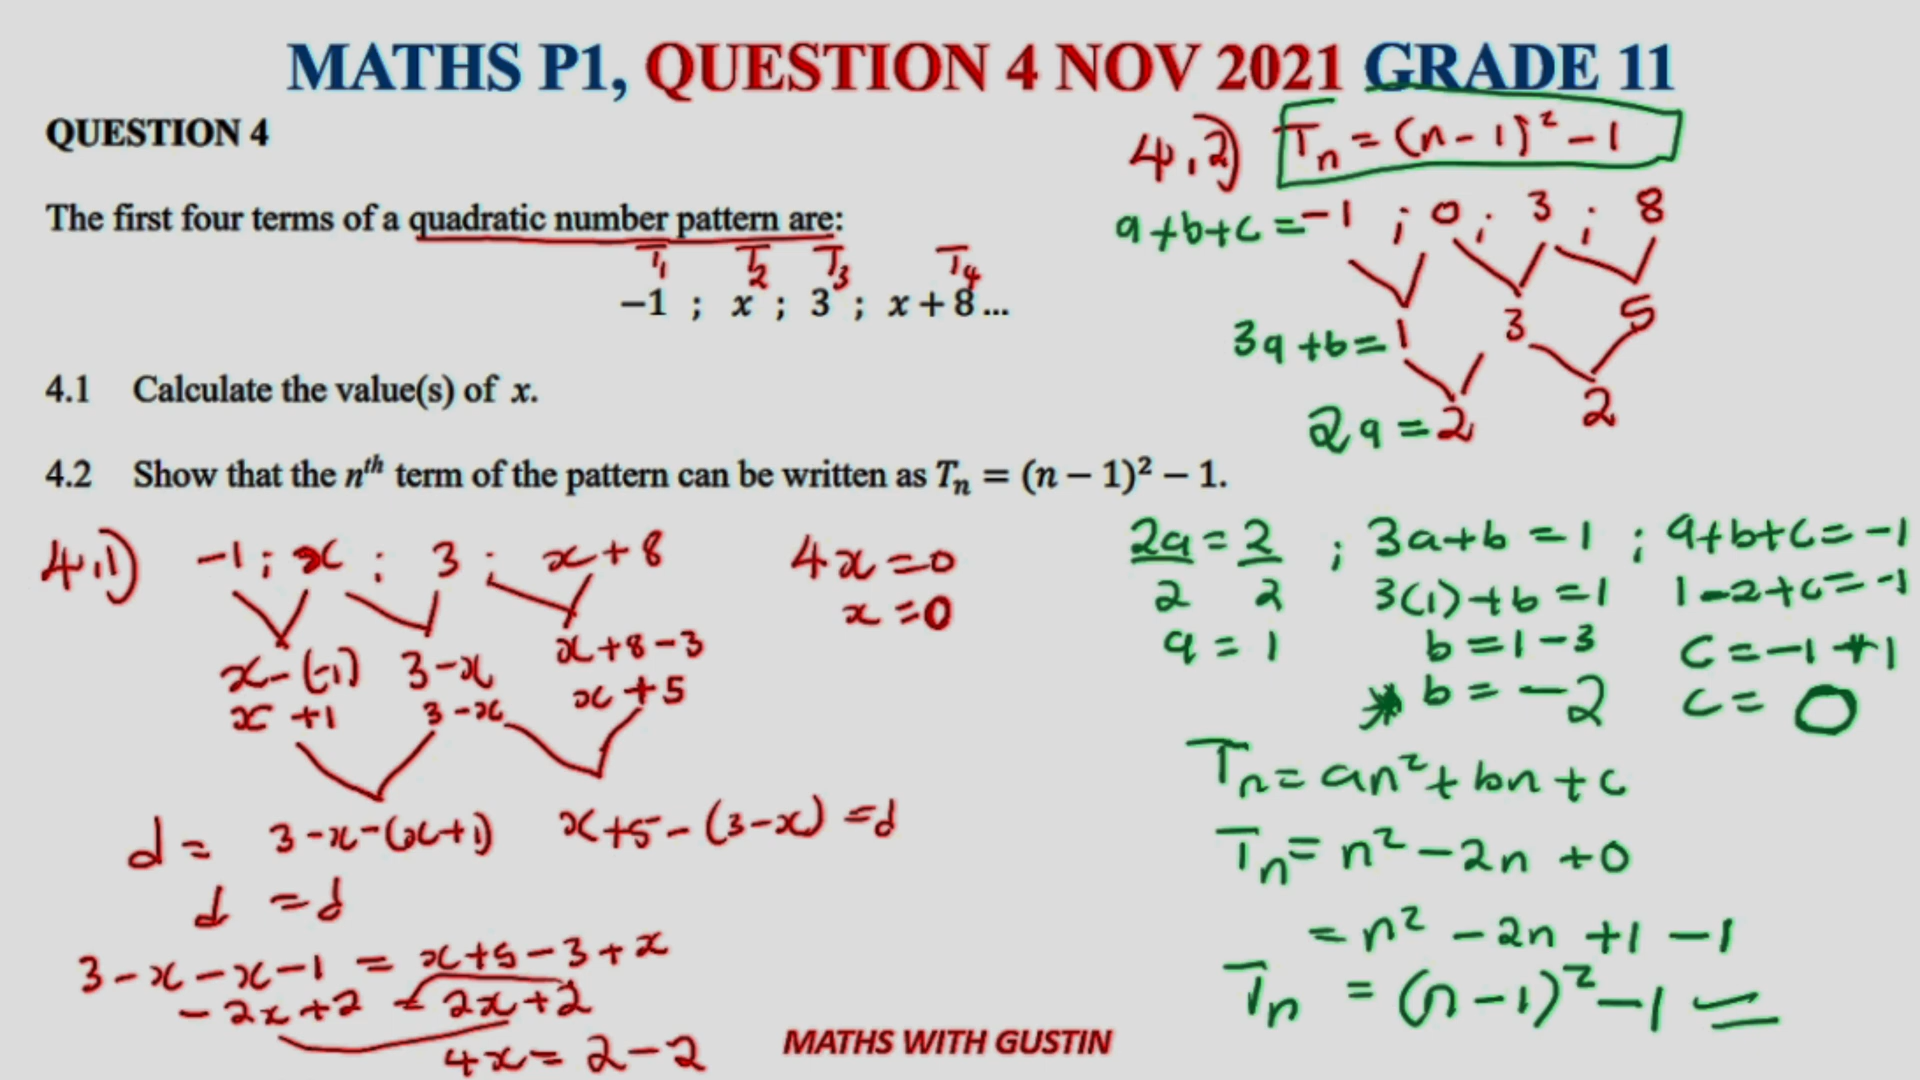 MATHS P1, QUESTION 4 NOV 2021 GRADE 11
QUESTION 4
The first four terms of a quadratic number pattern are:
T₁ T₂ T₃ T₄
−1 ; x ; 3 ; x + 8 ...
4.1 Calculate the value(s) of x.
4.2 Show that the nᵗʰ term of the pattern can be written as Tₙ = (n − 1)² − 1.
4.1) -1 ; x ; 3 ; x+8
x-(-1) 3-x x+8-3
x+1 3-x x+5
d = 3-x-(x+1) x+5-(3-x) = d
d = d
3-x-x-1 = x+5-3+x
-2x+2 = 2x+2
4x = 2-2
4x=0
x=0
4.2) Tₙ = (n-1)² - 1
a+b+c = -1 ; 0 ; 3 ; 8
3a+b = 1 3 5
2a = 2 2
2a = 2 ; 3a+b = 1 ; a+b+c = -1
2 2 3(1)+b = 1 1-2+c = -1
a = 1 b = 1-3 c = -1+1
b = -2 c = 0
Tₙ = an²+bn+c
Tₙ = n²-2n+0
= n²-2n+1-1
Tₙ = (n-1)²-1
MATHS WITH GUSTIN